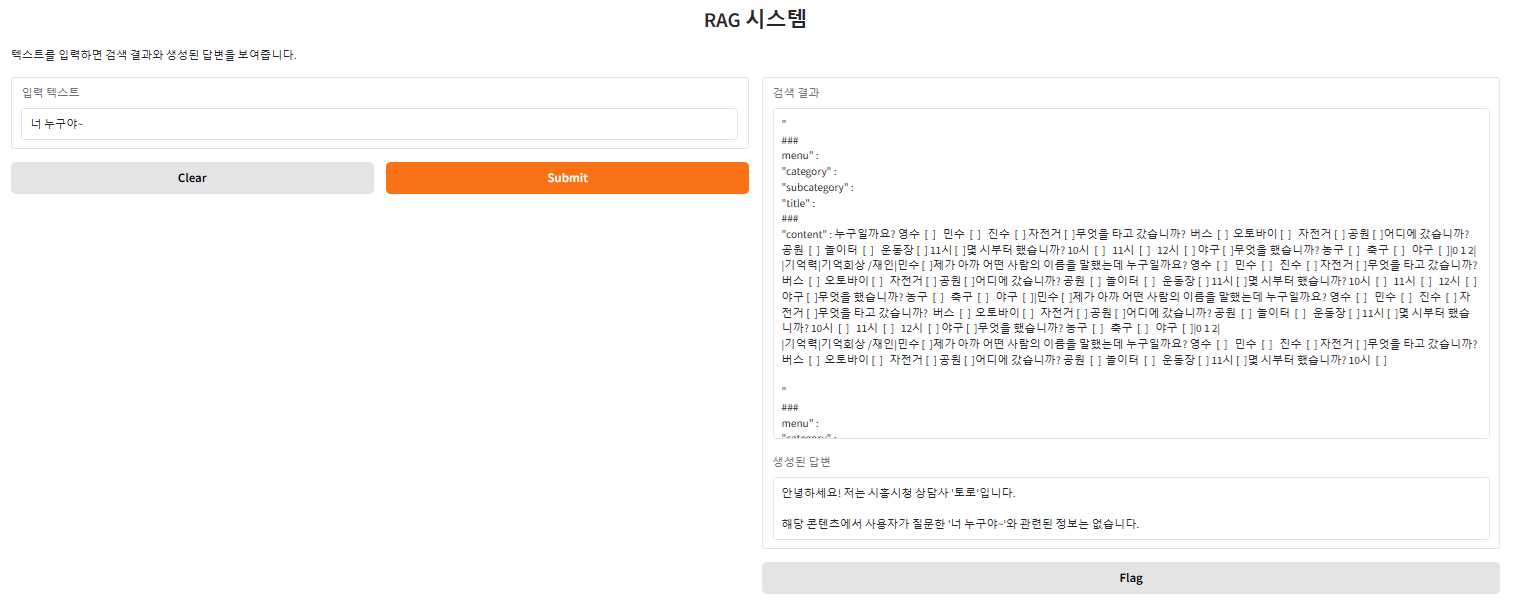 RAG 시스템
텍스트를 입력하면 검색 결과와 생성된 답변을 보여줍니다.
입력 텍스트
너 누구야~
Clear
Submit
검색 결과
"
###
menu" :
"category" :
"subcategory" :
"title" :
###
"content" : 누구일까요? 영수 [ ] 민수 [ ] 진수 [ ] 자전거 [ ]무엇을 타고 갔습니까? 버스 [ ] 오토바이 [ ] 자전거 [ ] 공원 [ ]어디에 갔습니까?
공원 [ ] 놀이터 [ ] 운동장 [ ] 11시 [ ]몇 시부터 했습니까? 10시 [ ] 11시 [ ] 12시 [ ] 야구 [ ]무엇을 했습니까? 농구 [ ] 축구 [ ] 야구 [ ]|0 1 2|
|기억력|기억회상 /재인|민수 [ ]제가 아까 어떤 사람의 이름을 말했는데 누구일까요? 영수 [ ] 민수 [ ] 진수 [ ] 자전거 [ ]무엇을 타고 갔습니까?
버스 [ ] 오토바이 [ ] 자전거 [ ] 공원 [ ]어디에 갔습니까? 공원 [ ] 놀이터 [ ] 운동장 [ ] 11시 [ ]몇 시부터 했습니까? 10시 [ ] 11시 [ ] 12시 [ ]
야구 [ ]무엇을 했습니까? 농구 [ ] 축구 [ ] 야구 [ ]|민수 [ ]제가 아까 어떤 사람의 이름을 말했는데 누구일까요? 영수 [ ] 민수 [ ] 진수 [ ] 자
전거 [ ]무엇을 타고 갔습니까? 버스 [ ] 오토바이 [ ] 자전거 [ ] 공원 [ ]어디에 갔습니까? 공원 [ ] 놀이터 [ ] 운동장 [ ] 11시 [ ]몇 시부터 했습
니까? 10시 [ ] 11시 [ ] 12시 [ ] 야구 [ ]무엇을 했습니까? 농구 [ ] 축구 [ ] 야구 [ ]|0 1 2|
|기억력|기억회상 /재인|민수 [ ]제가 아까 어떤 사람의 이름을 말했는데 누구일까요? 영수 [ ] 민수 [ ] 진수 [ ] 자전거 [ ]무엇을 타고 갔습니까?
버스 [ ] 오토바이 [ ] 자전거 [ ] 공원 [ ]어디에 갔습니까? 공원 [ ] 놀이터 [ ] 운동장 [ ] 11시 [ ]몇 시부터 했습니까? 10시 [ ]
"
###
menu" :
"category" :
생성된 답변
안녕하세요! 저는 시흥시청 상담사 '토로'입니다.
해당 콘텐츠에서 사용자가 질문한 '너 누구야~'와 관련된 정보는 없습니다.
Flag